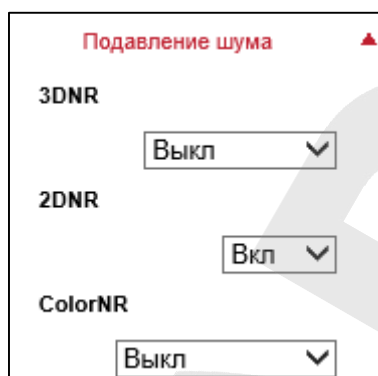 Подавление шума
3DNR
Выкл
2DNR
Вкл
ColorNR
Выкл